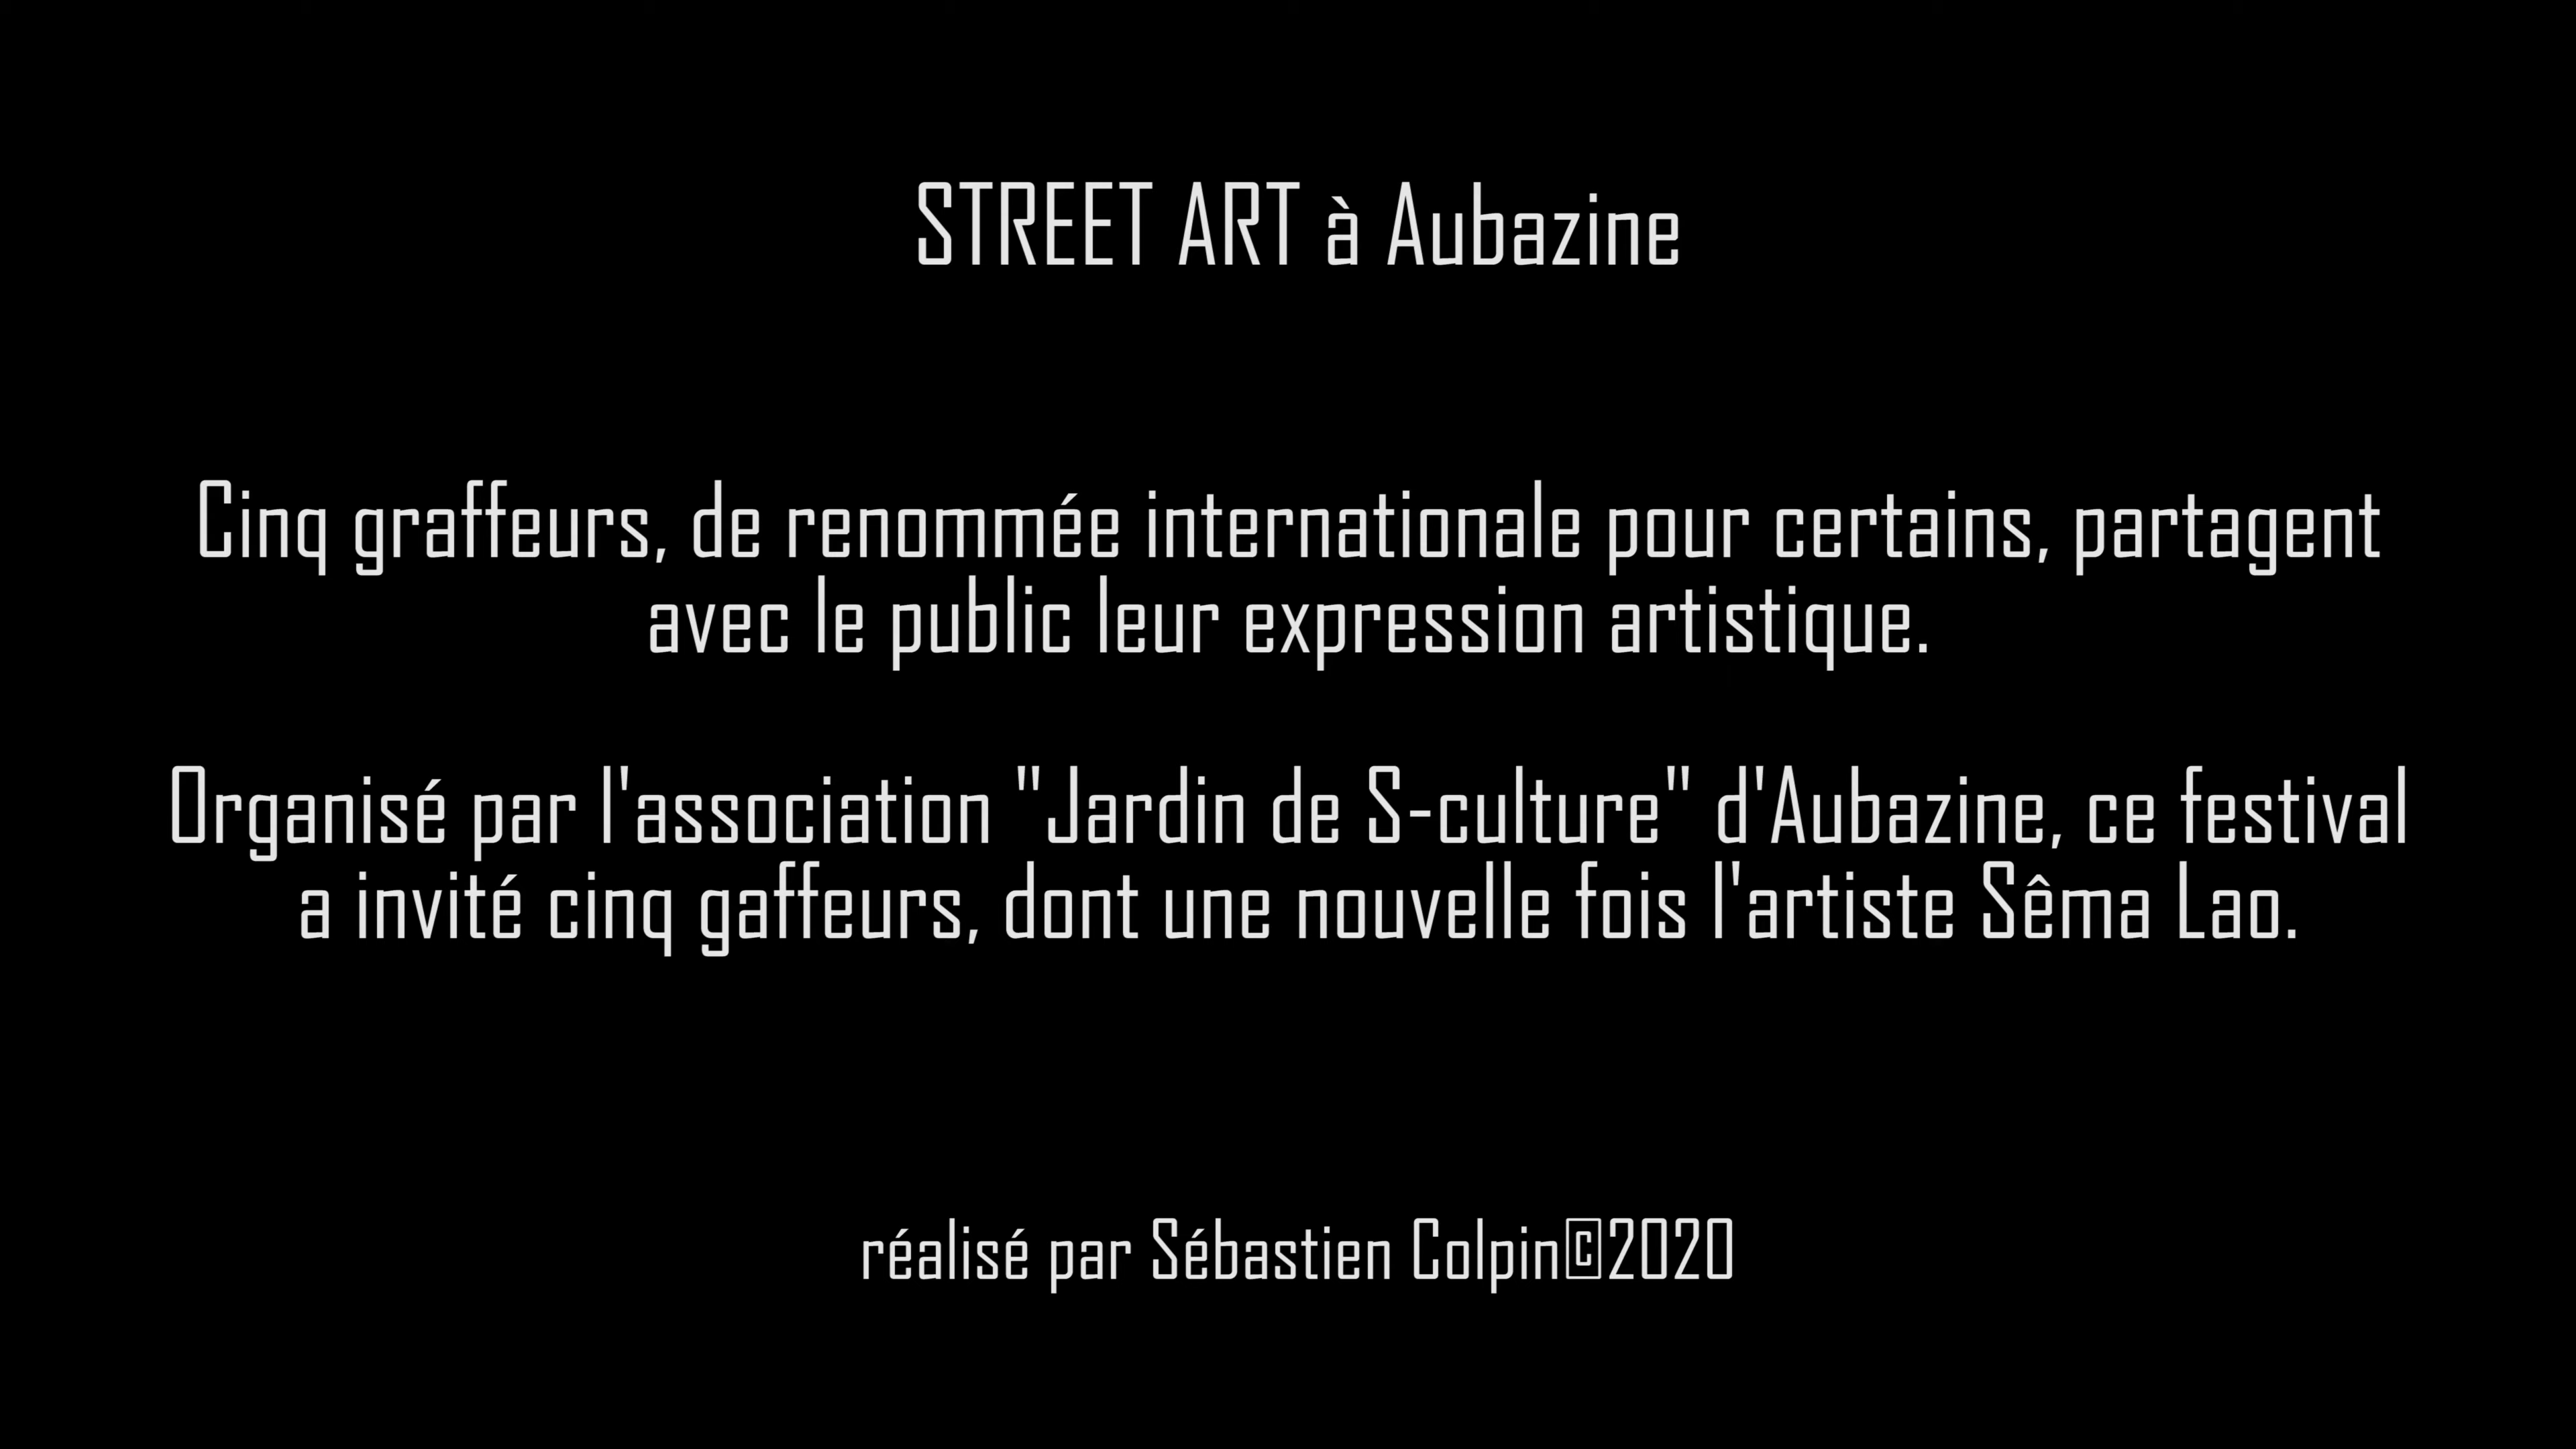 STREET ART à Aubazine
Cinq graffeurs, de renommée internationale pour certains, partagent
avec le public leur expression artistique.
Organisé par l'association "Jardin de S-culture" d'Aubazine, ce festival
a invité cinq gaffeurs, dont une nouvelle fois l'artiste Sêma Lao.
réalisé par Sébastien Colpin©2020